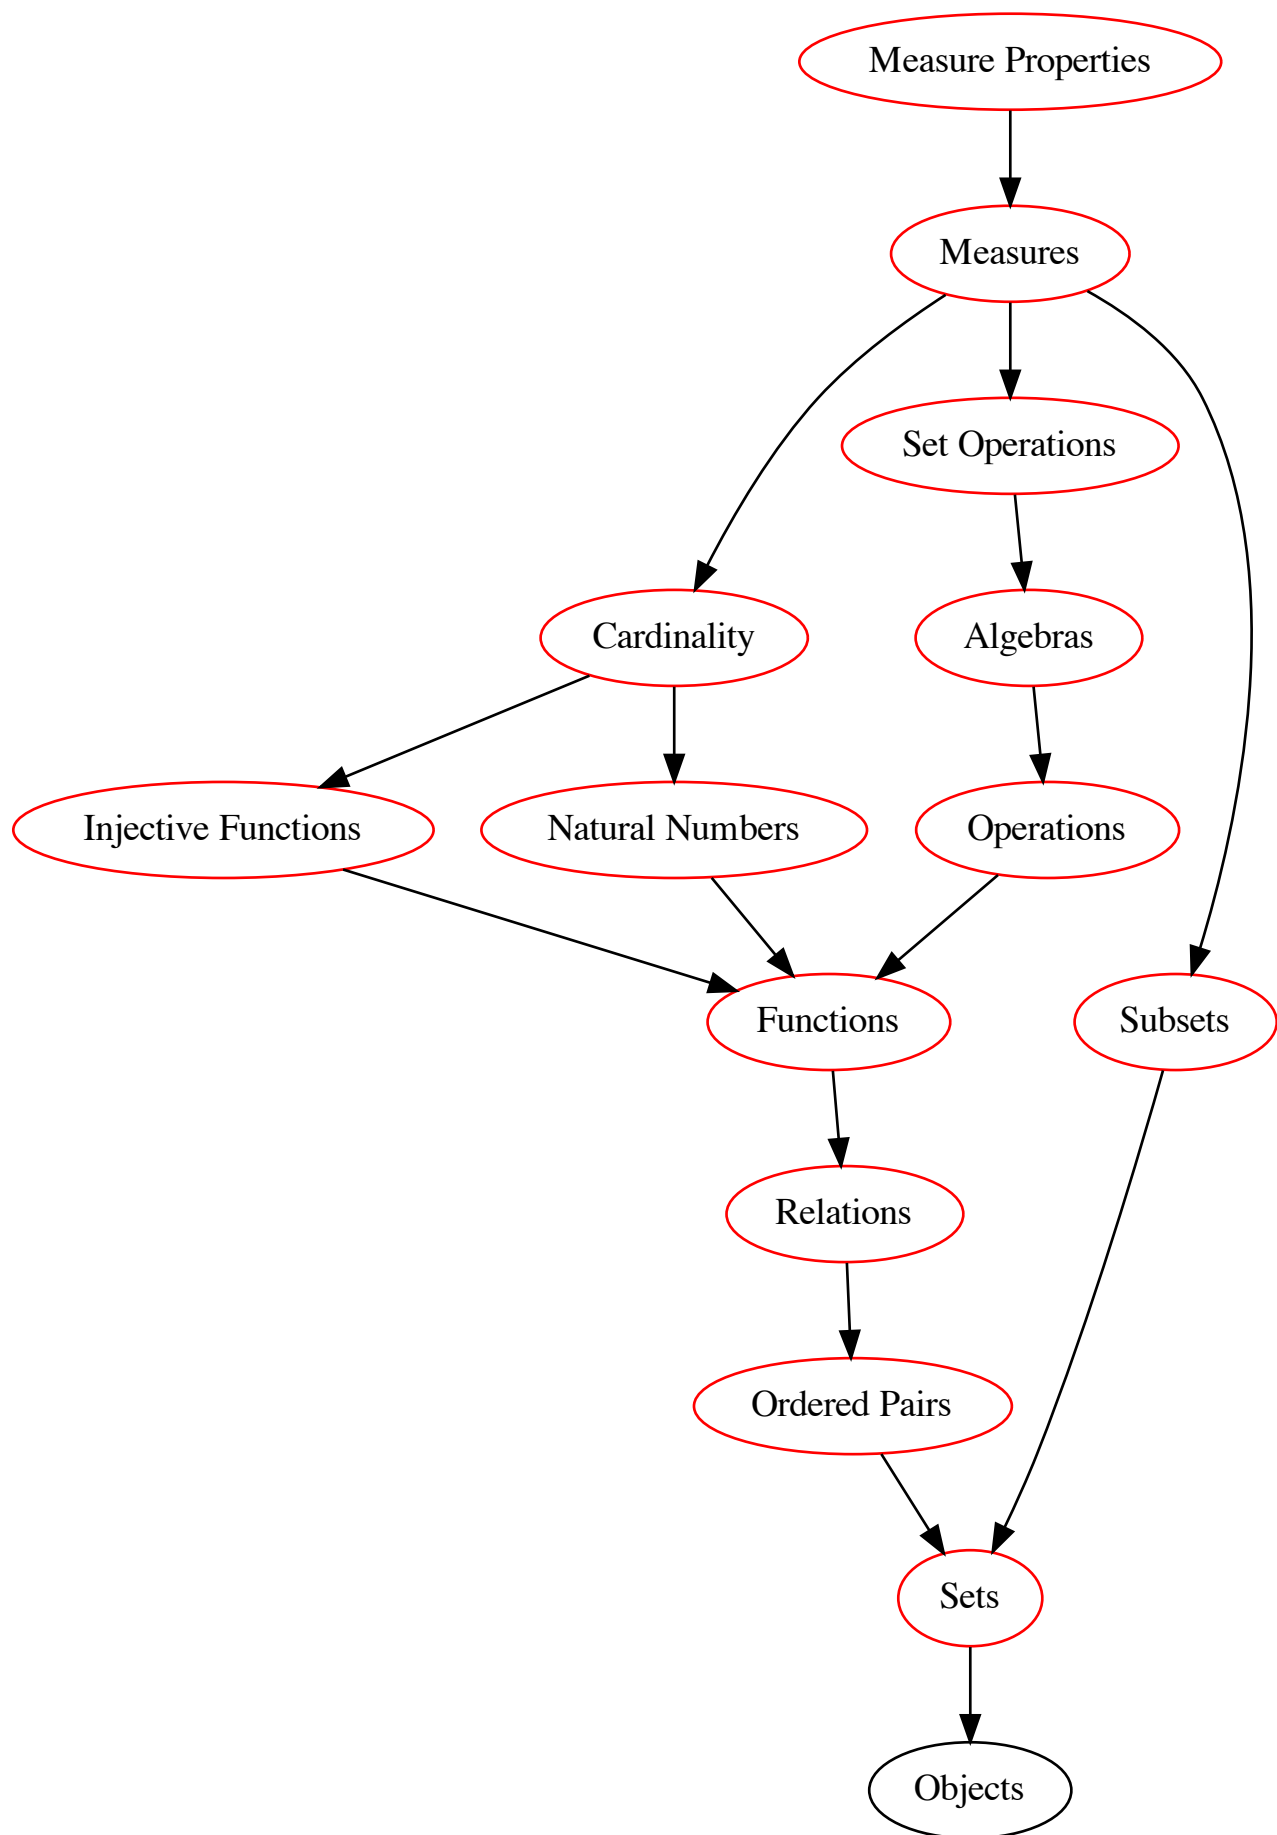 Measure Properties
Measures
Set Operations
Cardinality
Algebras
Injective Functions
Natural Numbers
Operations
Functions
Subsets
Relations
Ordered Pairs
Sets
Objects